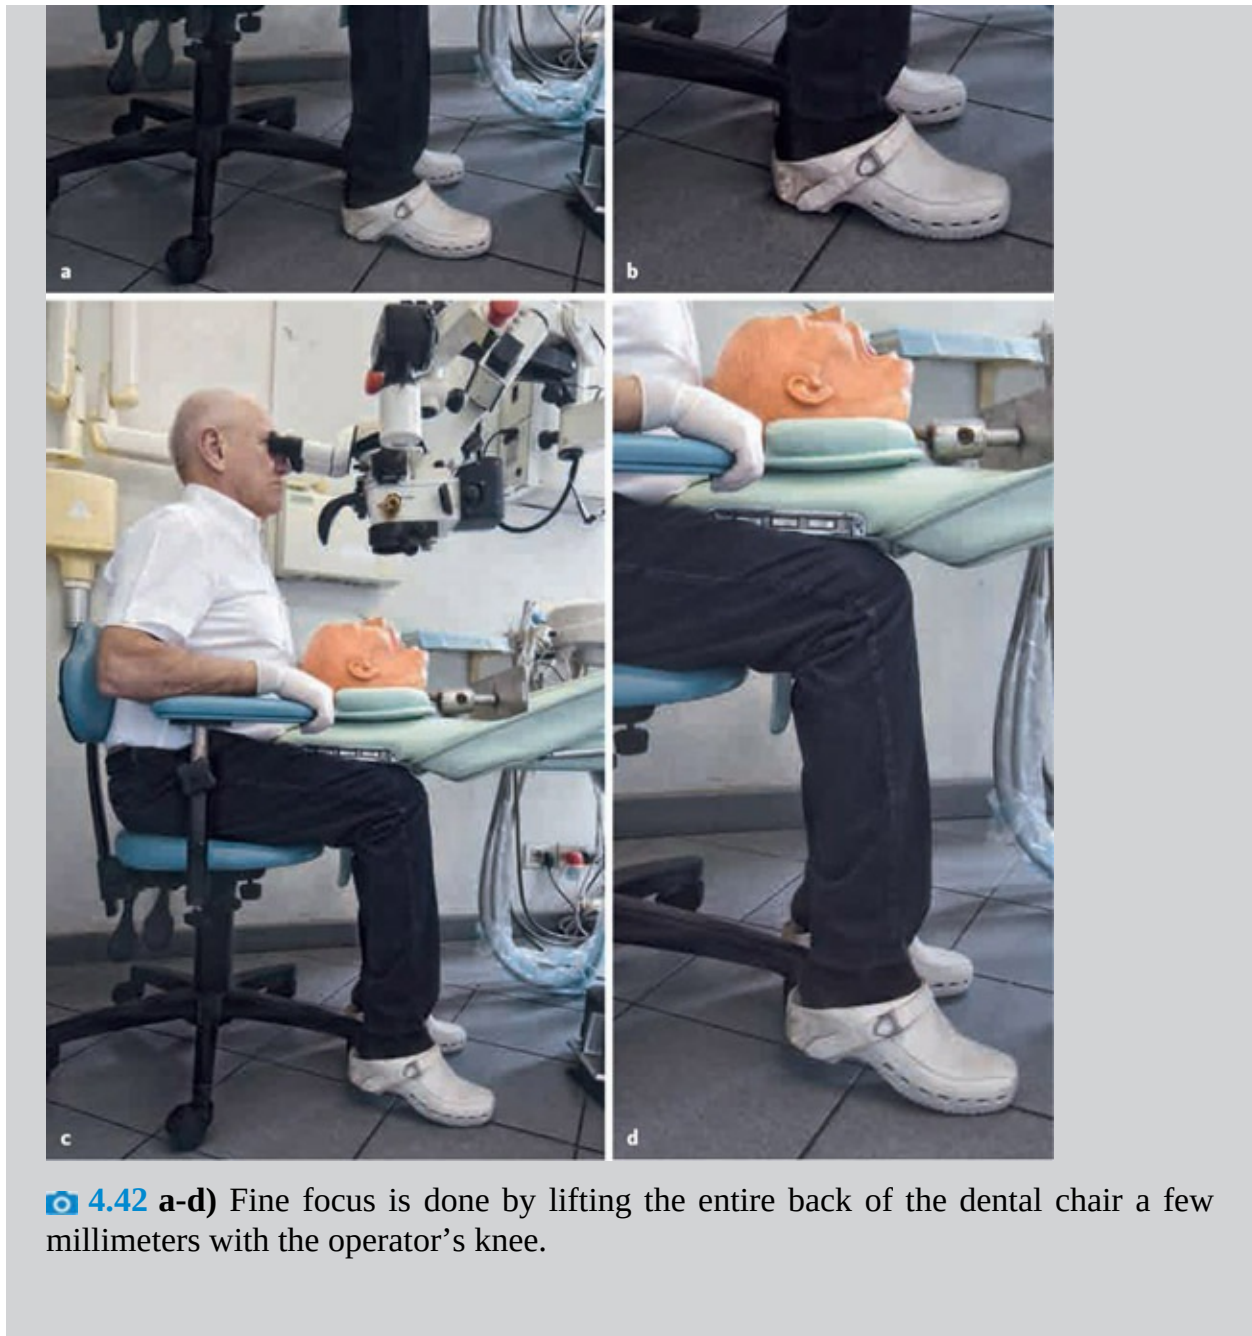 a
b
c
d
4.42 a-d) Fine focus is done by lifting the entire back of the dental chair a few
millimeters with the operator’s knee.